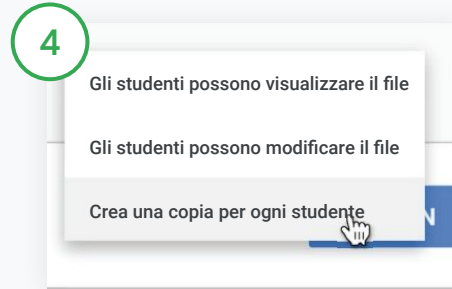 4
Gli studenti possono visualizzare il file
Gli studenti possono modificare il file
Crea una copia per ogni studente
N